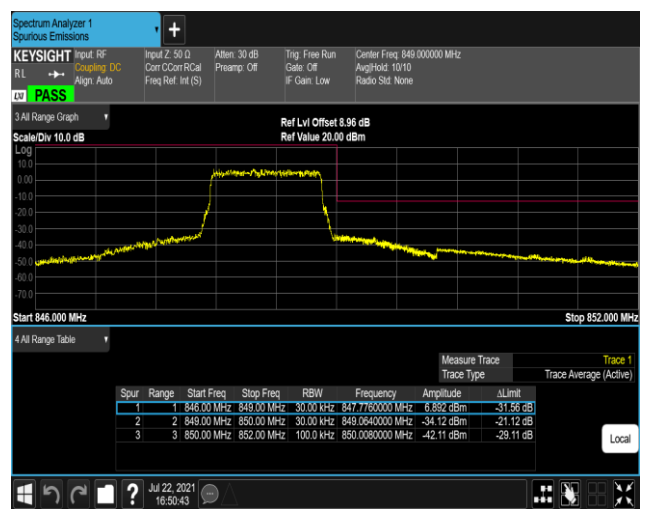 Spectrum Analyzer 1
Spurious Emissions
+
KEYSIGHT Input: RF Input Z: 50 Ω Atten: 30 dB Trig: Free Run Center Freq: 849.000000 MHz
RL Coupling: DC Corr CCorr RCal Preamp: Off Gate: Off Avg|Hold: 10/10
Align: Auto Freq Ref: Int (S) IF Gain: Low Radio Std: None
LXI PASS
3 All Range Graph
Ref Lvl Offset 8.96 dB
Scale/Div 10.0 dB Ref Value 20.00 dBm
Log
10.0
0.00
-10.0
-20.0
-30.0
-40.0
-50.0
-60.0
-70.0
Start 846.000 MHz Stop 852.000 MHz
4 All Range Table
Measure Trace Trace 1
Trace Type Trace Average (Active)
Spur Range Start Freq Stop Freq RBW Frequency Amplitude ΔLimit
1 1 846.00 MHz 849.00 MHz 30.00 kHz 847.7760000 MHz 6.892 dBm -31.56 dB
2 2 849.00 MHz 850.00 MHz 30.00 kHz 849.0640000 MHz -34.12 dBm -21.12 dB
3 3 850.00 MHz 852.00 MHz 100.0 kHz 850.0080000 MHz -42.11 dBm -29.11 dB
Local
? Jul 22, 2021
16:50:43